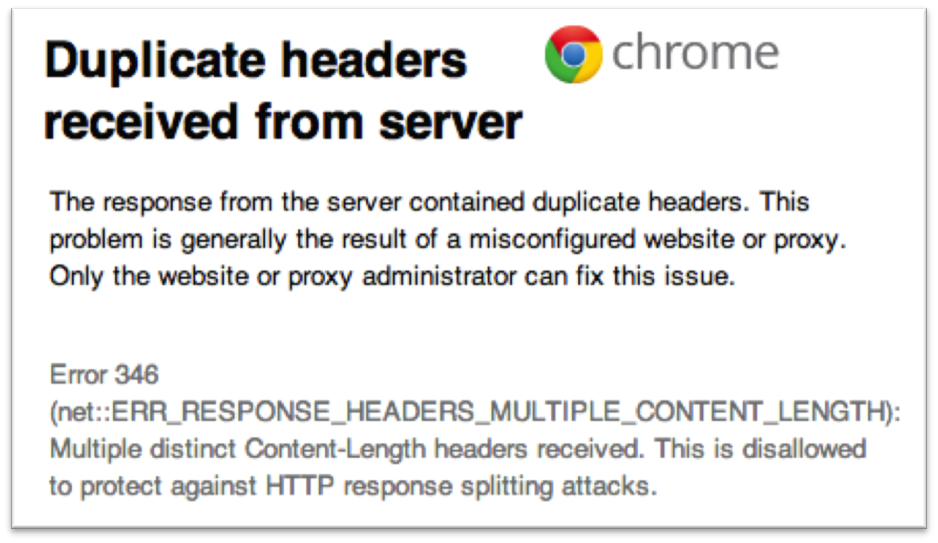 Duplicate headers
received from server
chrome
The response from the server contained duplicate headers. This
problem is generally the result of a misconfigured website or proxy.
Only the website or proxy administrator can fix this issue.
Error 346
(net::ERR_RESPONSE_HEADERS_MULTIPLE_CONTENT_LENGTH):
Multiple distinct Content-Length headers received. This is disallowed
to protect against HTTP response splitting attacks.